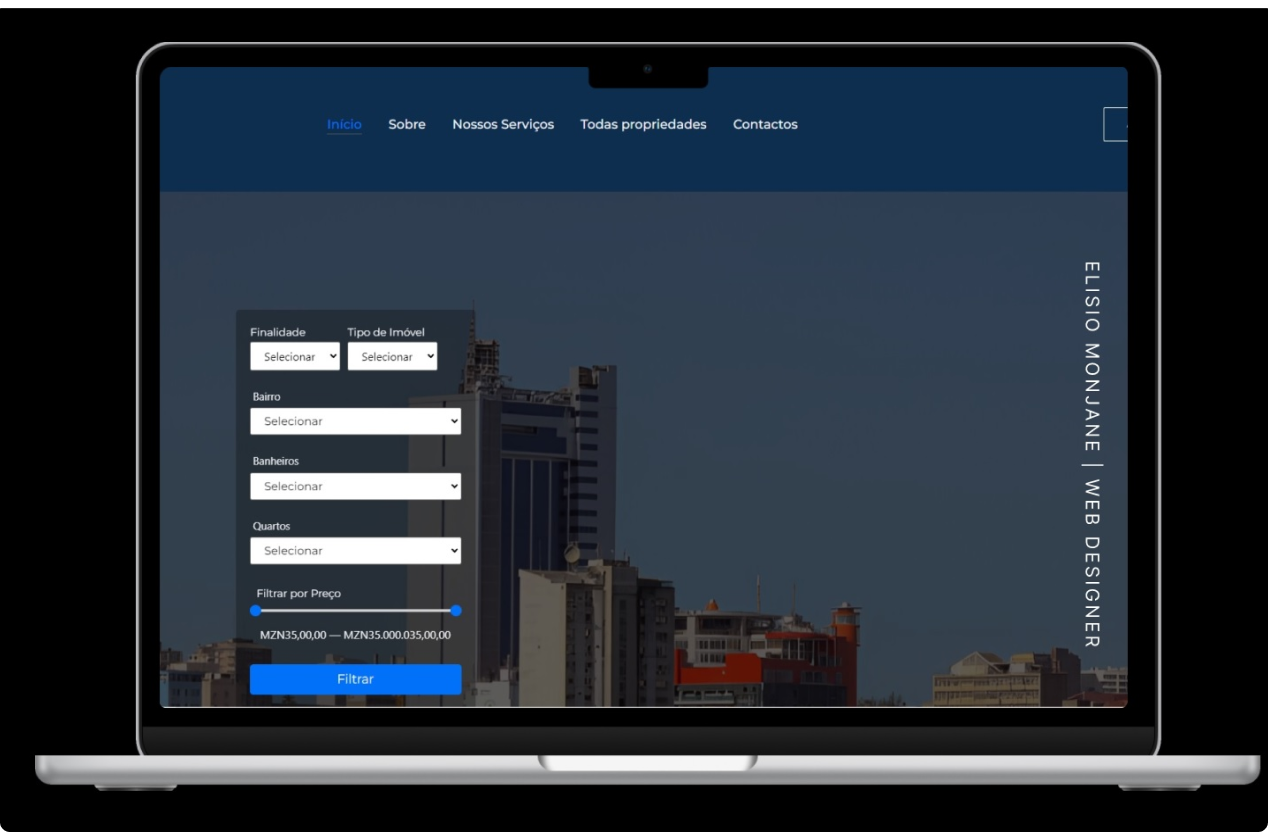 Início Sobre Nossos Serviços Todas propriedades Contactos
Finalidade Tipo de Imóvel
Selecionar Selecionar
Bairro
Selecionar
Banheiros
Selecionar
Quartos
Selecionar
Filtrar por Preço
MZN35,00,00 — MZN35.000.035,00,00
Filtrar
ELISIO MONJANE | WEB DESIGNER